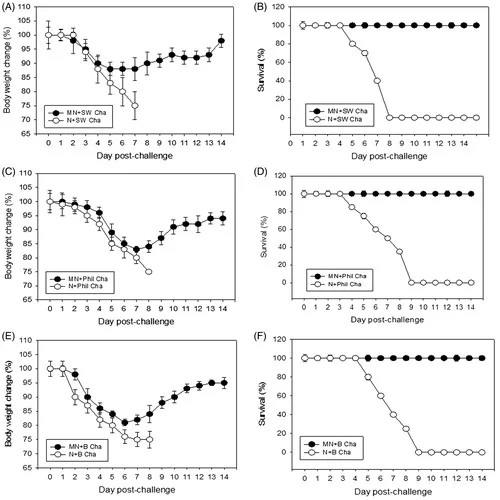 (A)
110
105
100
95
90
85
80
75
70
65
Body weight change (%)
MN+SW Cha
N+SW Cha
0 1 2 3 4 5 6 7 8 9 10 11 12 13 14
Day post-challenge
(B)
120
100
80
60
40
20
0
Survival (%)
MN+SW Cha
N+SW Cha
0 1 2 3 4 5 6 7 8 9 10 11 12 13 14
Day post-challenge
(C)
110
105
100
95
90
85
80
75
70
65
Body weight change (%)
MN+Phil Cha
N+Phil Cha
0 1 2 3 4 5 6 7 8 9 10 11 12 13 14
Day post-challenge
(D)
120
100
80
60
40
20
0
Survival (%)
MN+Phil Cha
N+Phil Cha
0 1 2 3 4 5 6 7 8 9 10 11 12 13 14
Day post-challenge
(E)
110
105
100
95
90
85
80
75
70
65
Body weight change (%)
MN+B Cha
N+B Cha
0 1 2 3 4 5 6 7 8 9 10 11 12 13 14
Day post-challenge
(F)
120
100
80
60
40
20
0
Survival (%)
MN+B Cha
N+B Cha
0 1 2 3 4 5 6 7 8 9 10 11 12 13 14
Day post-challenge